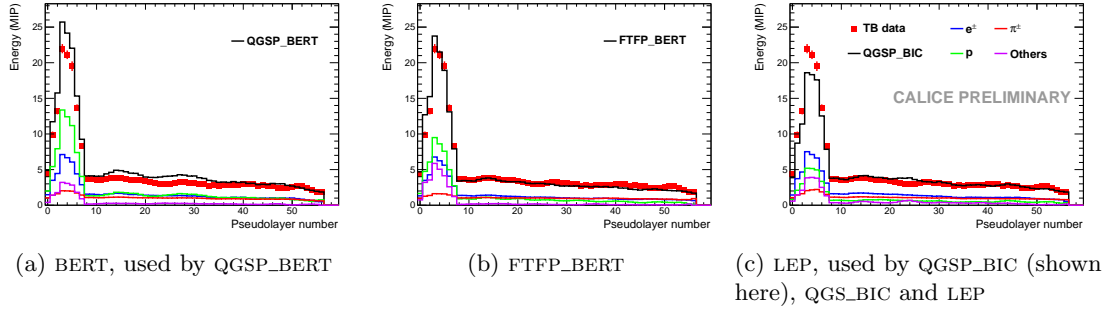 Energy (MIP)
25
20
15
10
5
0
QGSP_BERT
0 10 20 30 40 50
Pseudolayer number
(a) BERT, used by QGSP_BERT
Energy (MIP)
25
20
15
10
5
0
FTFP_BERT
0 10 20 30 40 50
Pseudolayer number
(b) FTFP_BERT
Energy (MIP)
25
20
15
10
5
0
TB data e± π±
QGSP_BIC p Others
CALICE PRELIMINARY
0 10 20 30 40 50
Pseudolayer number
(c) LEP, used by QGSP_BIC (shown
here), QGS_BIC and LEP